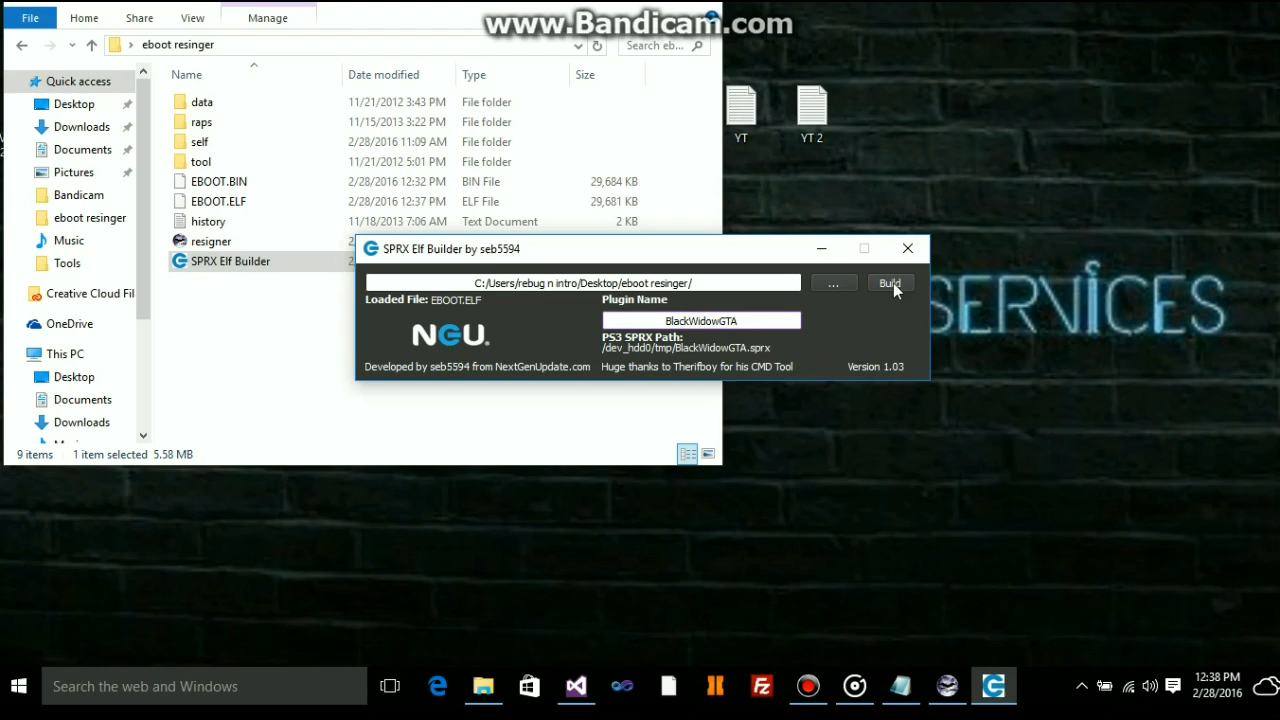 www.Bandicam.com
File Home Share View Manage
eboot resinger Search eb...
Name Date modified Type Size
Quick access
Desktop
Downloads
Documents
Pictures
Bandicam
eboot resinger
Music
Tools
Creative Cloud Fil
OneDrive
This PC
Desktop
Documents
Downloads
data 11/21/2012 3:43 PM File folder
raps 11/15/2013 3:22 PM File folder
self 2/28/2016 11:09 AM File folder
tool 11/21/2012 5:01 PM File folder
EBOOT.BIN 2/28/2016 12:32 PM BIN File 29,684 KB
EBOOT.ELF 2/28/2016 12:37 PM ELF File 29,681 KB
history 11/18/2013 7:06 AM Text Document 2 KB
resigner
SPRX Elf Builder
9 items 1 item selected 5.58 MB
YT
YT 2
SERViCES
SPRX Elf Builder by seb5594
C:/Users/rebug n intro/Desktop/eboot resinger/ ... Build
Loaded File: EBOOT.ELF Plugin Name
NGU. BlackWidowGTA
PS3 SPRX Path:
/dev_hdd0/tmp/BlackWidowGTA.sprx
Developed by seb5594 from NextGenUpdate.com Huge thanks to Therifboy for his CMD Tool Version 1.03
Search the web and Windows
12:38 PM
2/28/2016